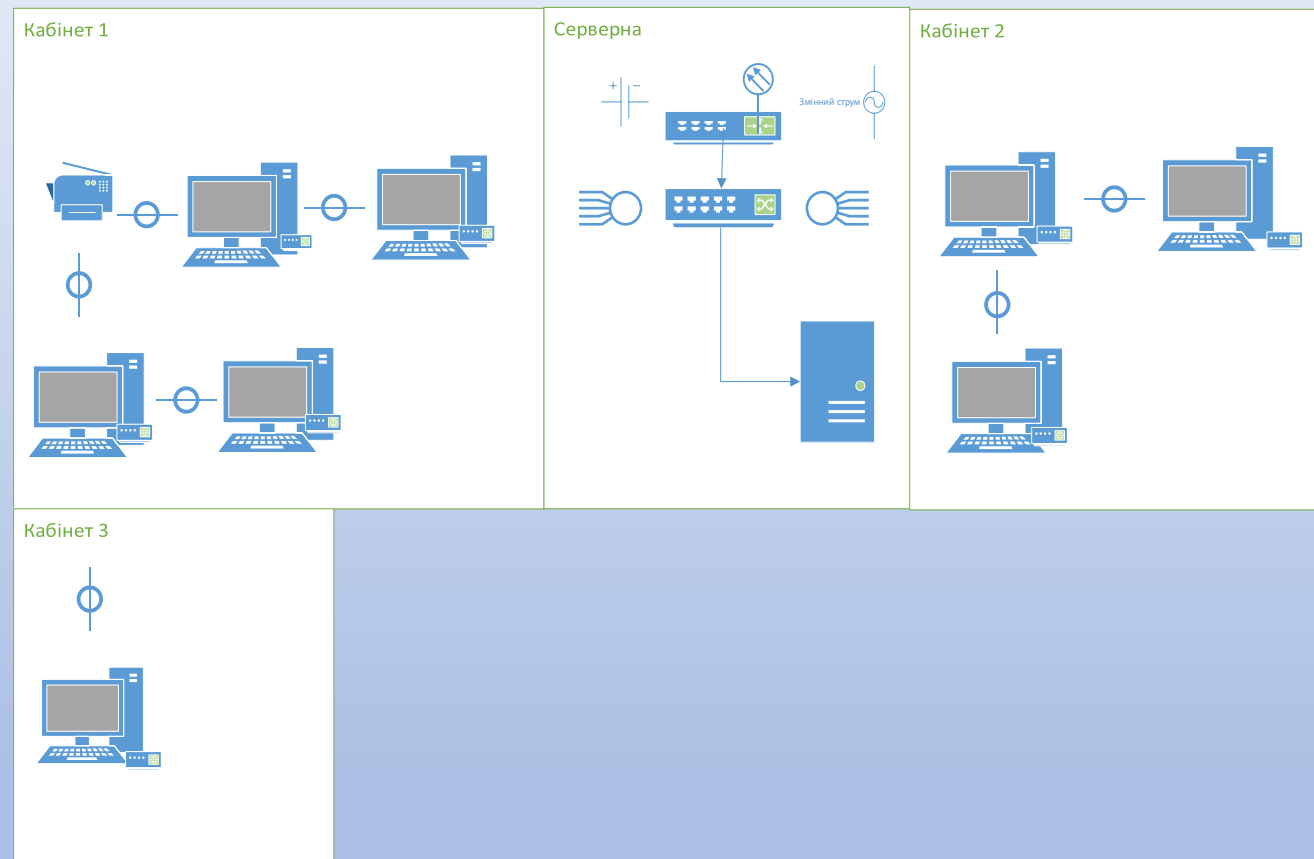 Кабінет 1
Серверна
Кабінет 2
+ −
Змінний струм
Кабінет 3